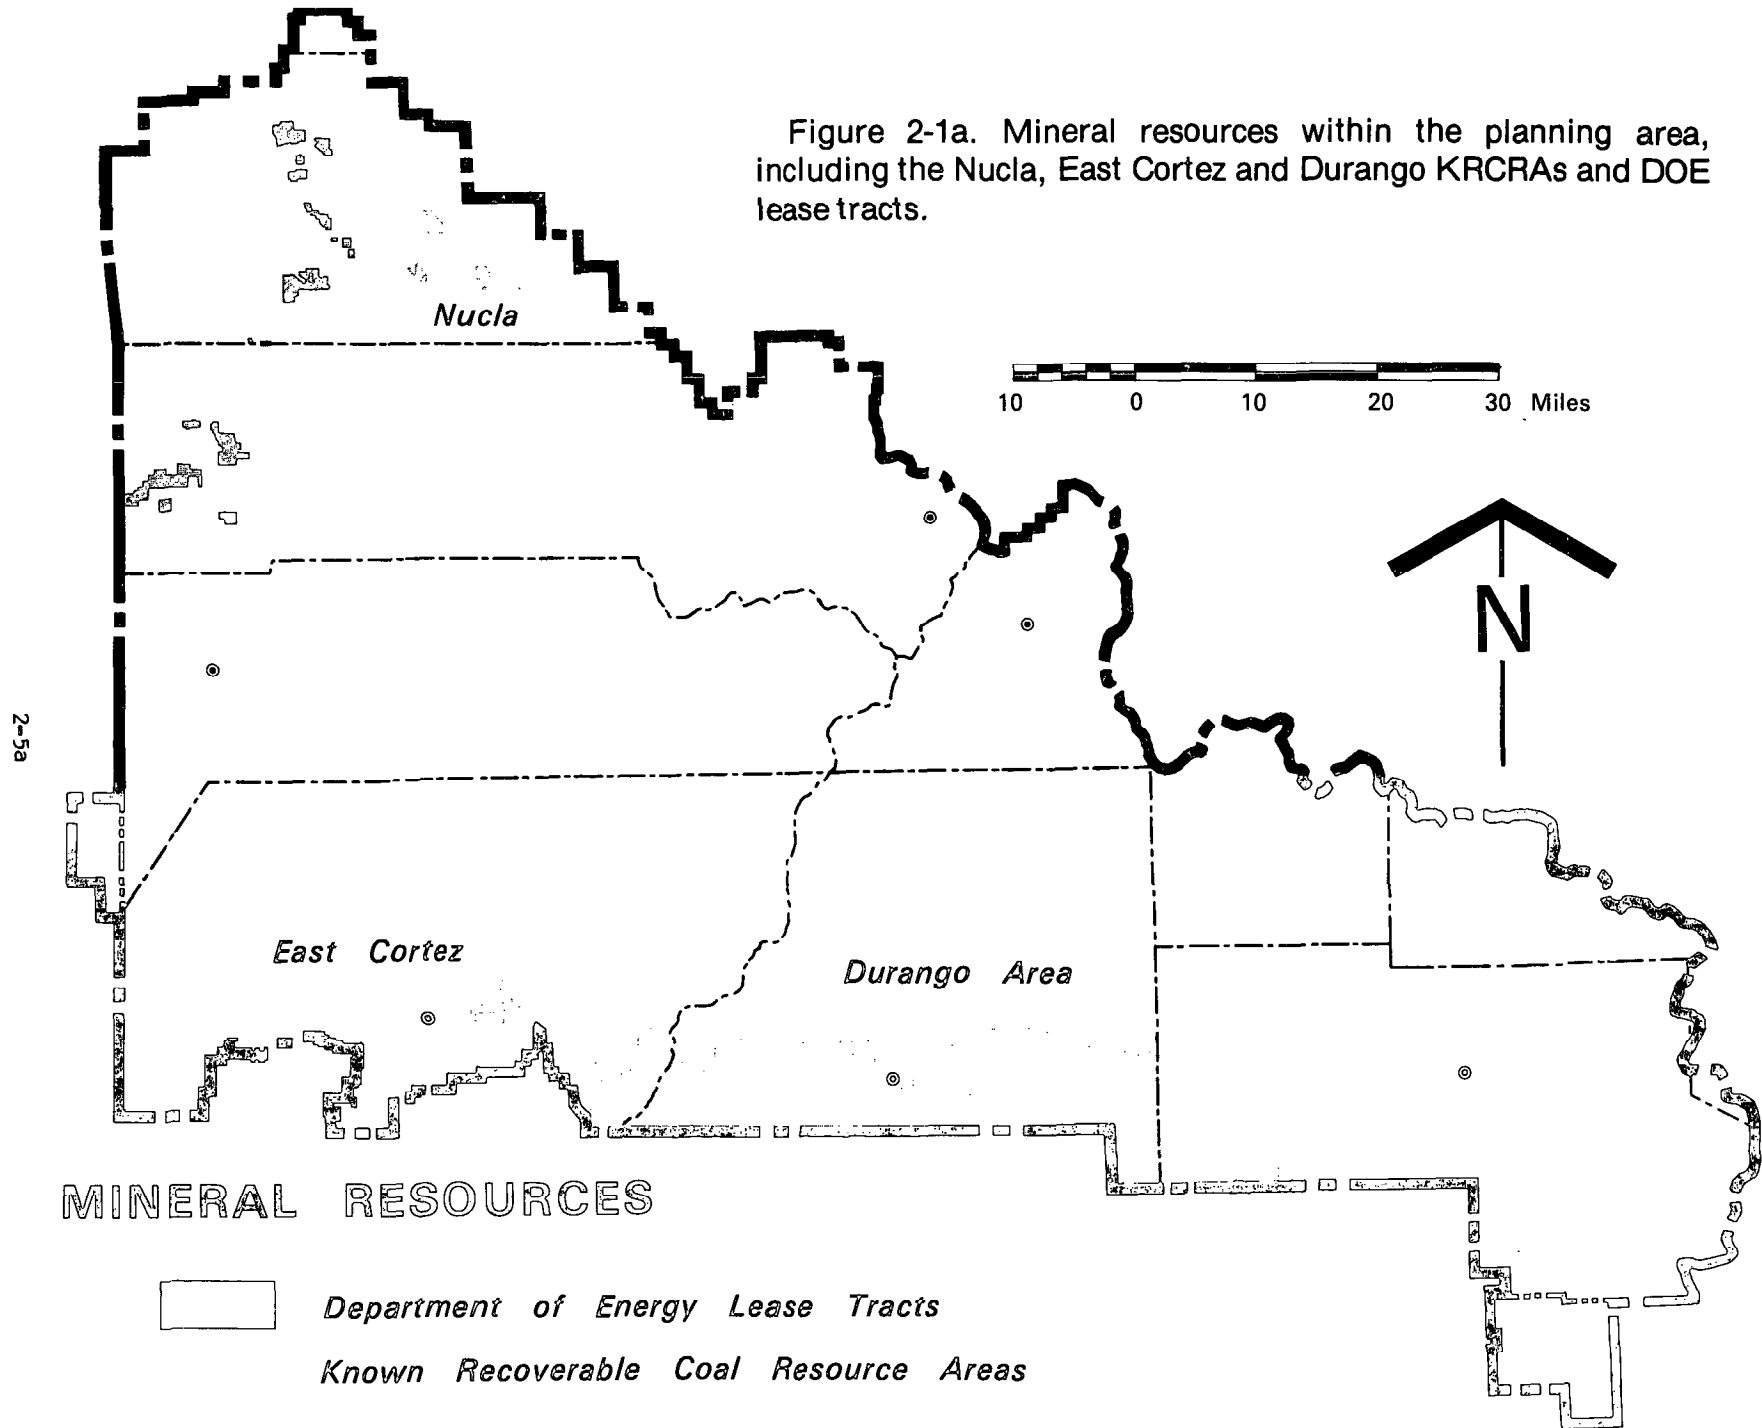 Figure 2-1a. Mineral resources within the planning area,
including the Nucla, East Cortez and Durango KRCRAs and DOE
lease tracts.
Nucla
10 0 10 20 30 Miles
N
2-5a
East Cortez
Durango Area
MINERAL RESOURCES
Department of Energy Lease Tracts
Known Recoverable Coal Resource Areas